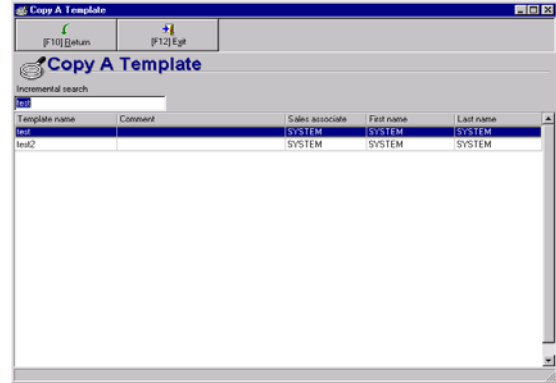 Copy A Template
[F10] Return [F12] Exit
Copy A Template
Incremental search
test
Template name Comment Sales associate First name Last name
test SYSTEM SYSTEM SYSTEM
test2 SYSTEM SYSTEM SYSTEM